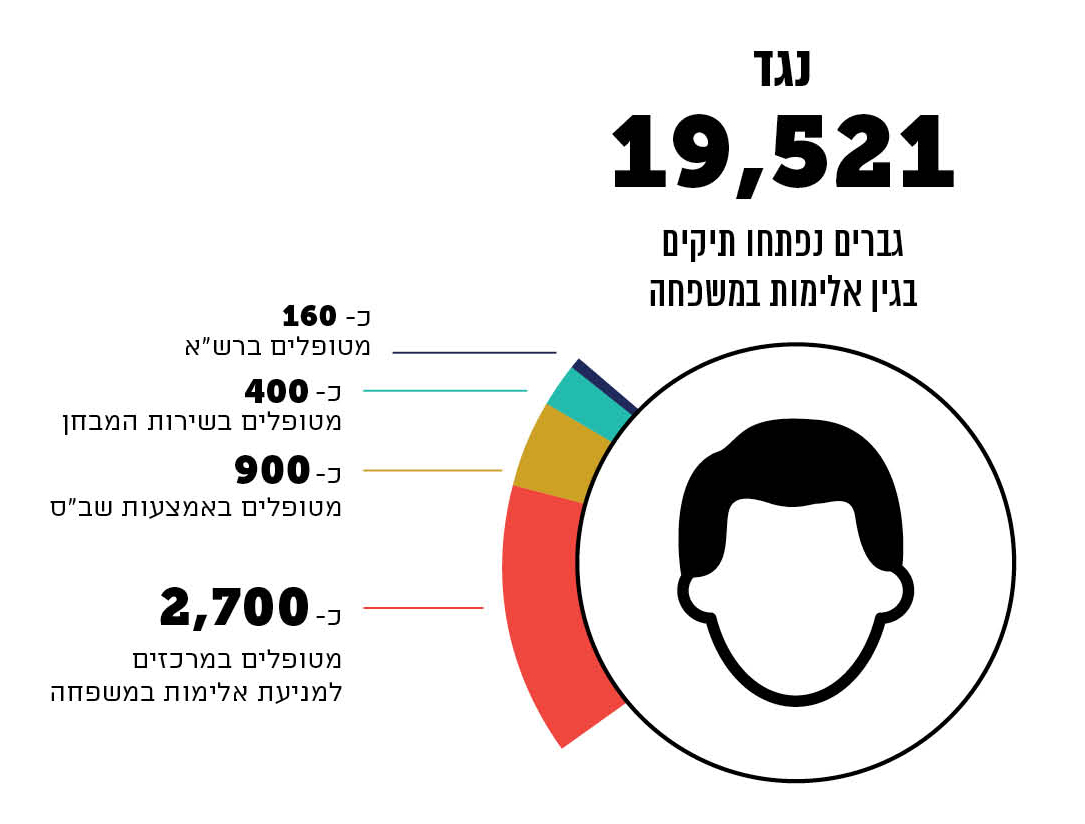 נגד
19,521
גברים נפתחו תיקים
בגין אלימות במשפחה
כ- 160
מטופלים ברש"א
כ- 400
מטופלים בשירות המבחן
כ- 900
מטופלים באמצעות שב"ס
כ- 2,700
מטופלים במרכזים
למניעת אלימות במשפחה